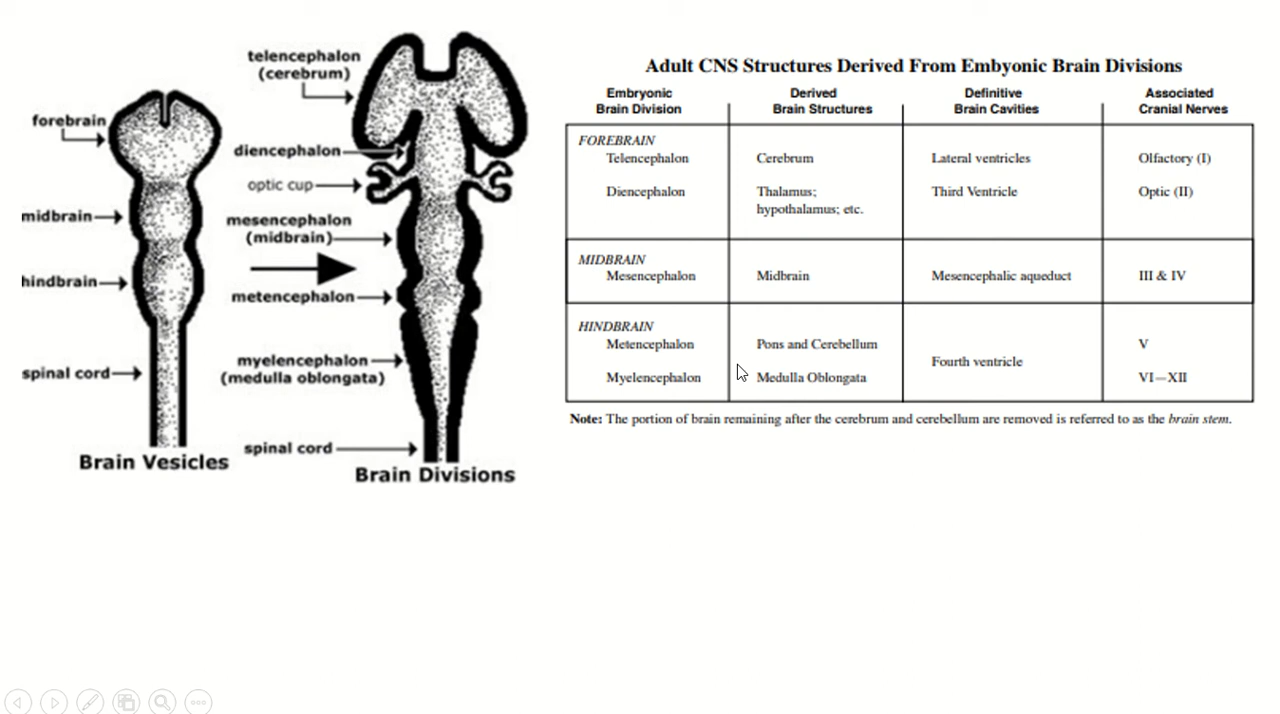 telencephalon
(cerebrum)
forebrain
diencephalon
optic cup
midbrain
mesencephalon
(midbrain)
hindbrain
metencephalon
myelencephalon
(medulla oblongata)
spinal cord
spinal cord
Brain Vesicles
Brain Divisions
Adult CNS Structures Derived From Embyonic Brain Divisions
Embryonic Brain Division
Derived Brain Structures
Definitive Brain Cavities
Associated Cranial Nerves
FOREBRAIN
Telencephalon Cerebrum Lateral ventricles Olfactory (I)
Diencephalon Thalamus; Third Ventricle Optic (II)
hypothalamus; etc.
MIDBRAIN
Mesencephalon Midbrain Mesencephalic aqueduct III & IV
HINDBRAIN
Metencephalon Pons and Cerebellum V
Fourth ventricle
Myelencephalon Medulla Oblongata VI—XII
Note: The portion of brain remaining after the cerebrum and cerebellum are removed is referred to as the brain stem.